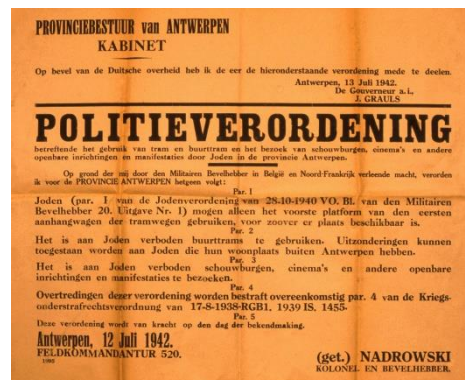 PROVINCIEBESTUUR van ANTWERPEN
KABINET
Op bevel van de Duitsche overheid heb ik de eer de hieronderstaande verordening mede te deelen.
Antwerpen, 13 Juli 1942.
De Gouverneur a.i.,
J. GRAULS
POLITIEVERORDENING
betreffende het gebruik van tram en buurttram en het bezoek van schouwburgen, cinema's en andere
openbare inrichtingen en manifestaties door Joden in de provincie Antwerpen.
Op grond der mij door den Militairen Bevelhebber in België en Noord-Frankrijk verleende macht, verorden
ik voor de PROVINCIE ANTWERPEN hetgeen volgt:
Par. 1
Joden (par. 1 van de Jodenverordening van 28-10-1940 VO. Bl. van den Militairen
Bevelhebber 20. Uitgave Nr. 1) mogen alleen het voorste platform van den eersten
aanhangwagen der tramwegen gebruiken, voor zoover er plaats beschikbaar is.
Par. 2
Het is aan Joden verboden buurttrams te gebruiken. Uitzonderingen kunnen
toegestaan worden aan Joden die hun woonplaats buiten Antwerpen hebben.
Par. 3
Het is aan Joden verboden schouwburgen, cinema's en andere openbare
inrichtingen en manifestaties te bezoeken.
Par. 4
Overtredingen dezer verordening worden bestraft overeenkomstig par. 4 van de Kriegs-
onderstrafrechtsverordnung van 17-8-1938-RGB1. 1939 IS. 1455.
Par. 5
Deze verordening wordt van kracht op den dag der bekendmaking.
Antwerpen, 12 Juli 1942.
FELDKOMMANDANTUR 520.
(get.) NADROWSKI
KOLONEL EN BEVELHEBBER.